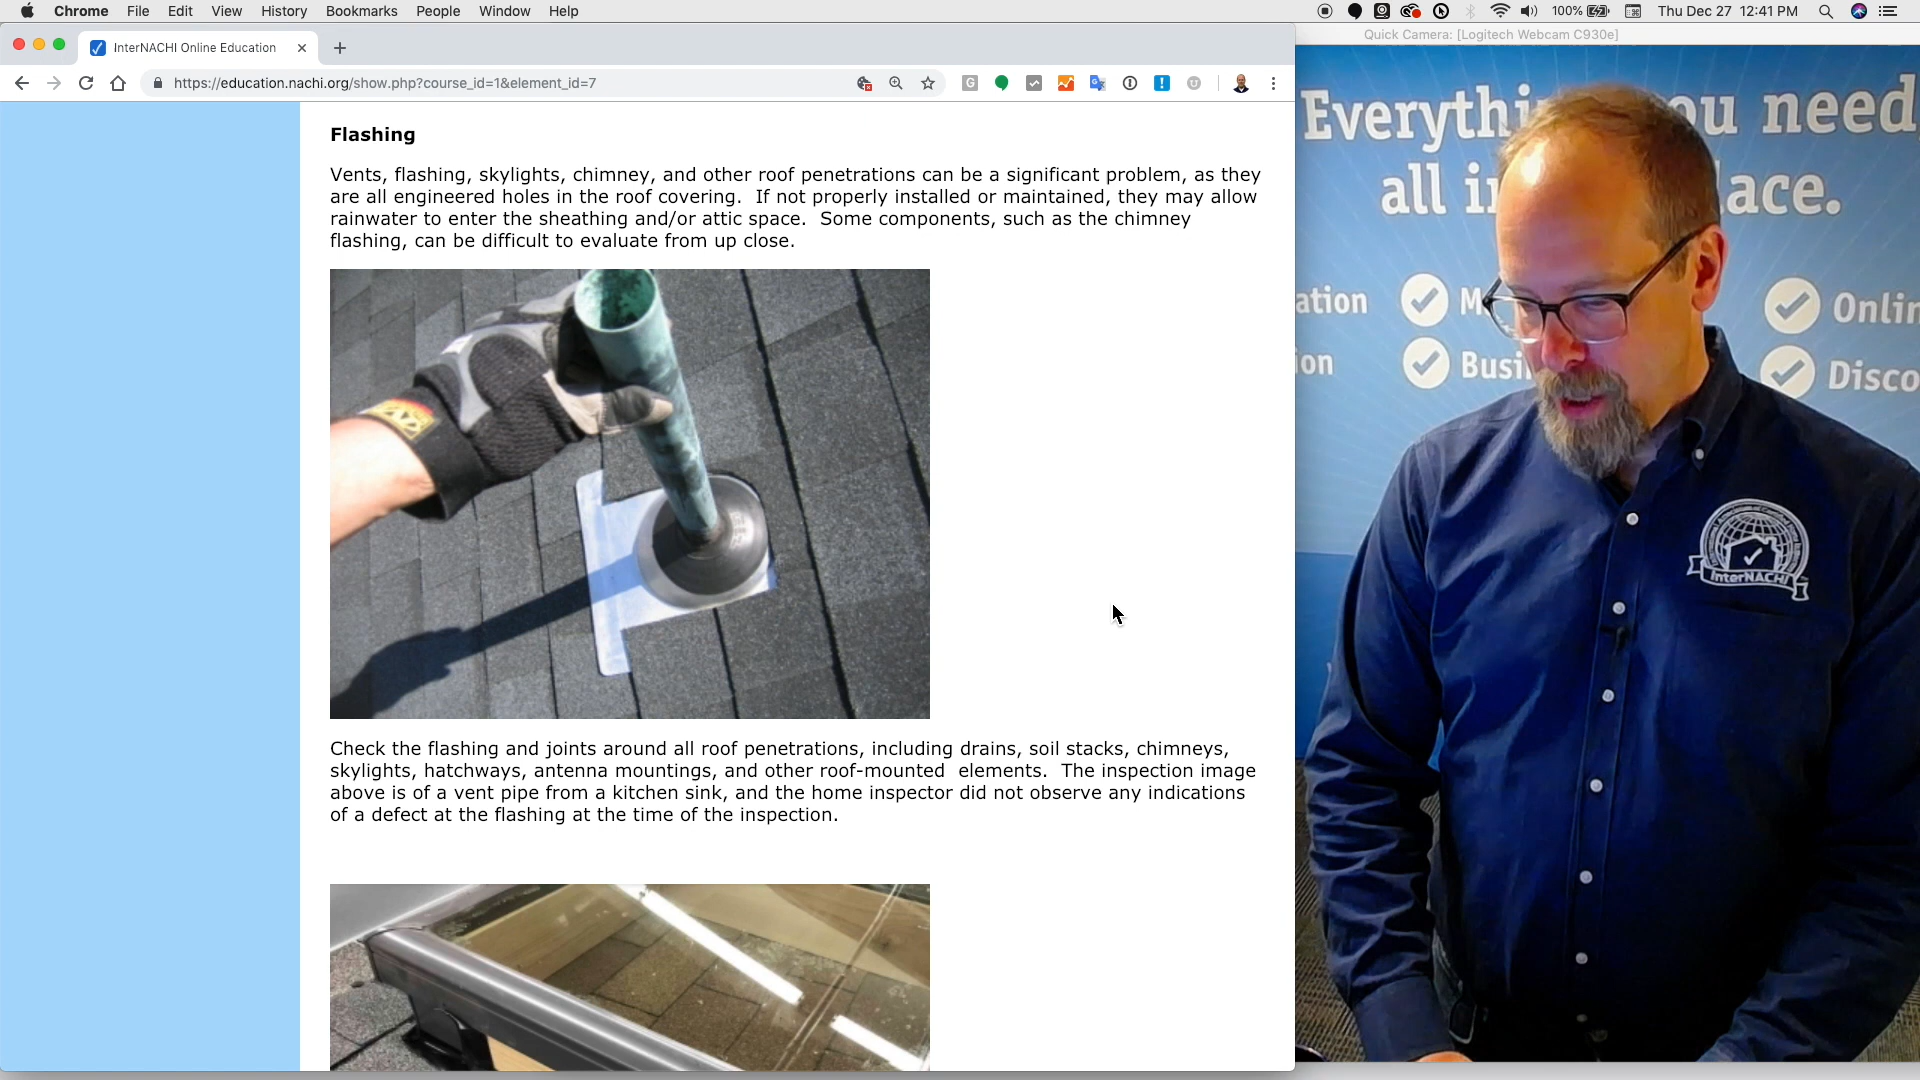 Chrome File Edit View History Bookmarks People Window Help 100% Thu Dec 27 12:41 PM
Quick Camera: [Logitech Webcam C930e]
InterNACHI Online Education
https://education.nachi.org/show.php?course_id=1&element_id=7
Flashing
Vents, flashing, skylights, chimney, and other roof penetrations can be a significant problem, as they
are all engineered holes in the roof covering.  If not properly installed or maintained, they may allow
rainwater to enter the sheathing and/or attic space.  Some components, such as the chimney
flashing, can be difficult to evaluate from up close.
Check the flashing and joints around all roof penetrations, including drains, soil stacks, chimneys,
skylights, hatchways, antenna mountings, and other roof-mounted  elements.  The inspection image
above is of a vent pipe from a kitchen sink, and the home inspector did not observe any indications
of a defect at the flashing at the time of the inspection.
Everythi ou need
all i lace.
ation M Onlin
ion Busi Disco
InterNACHI